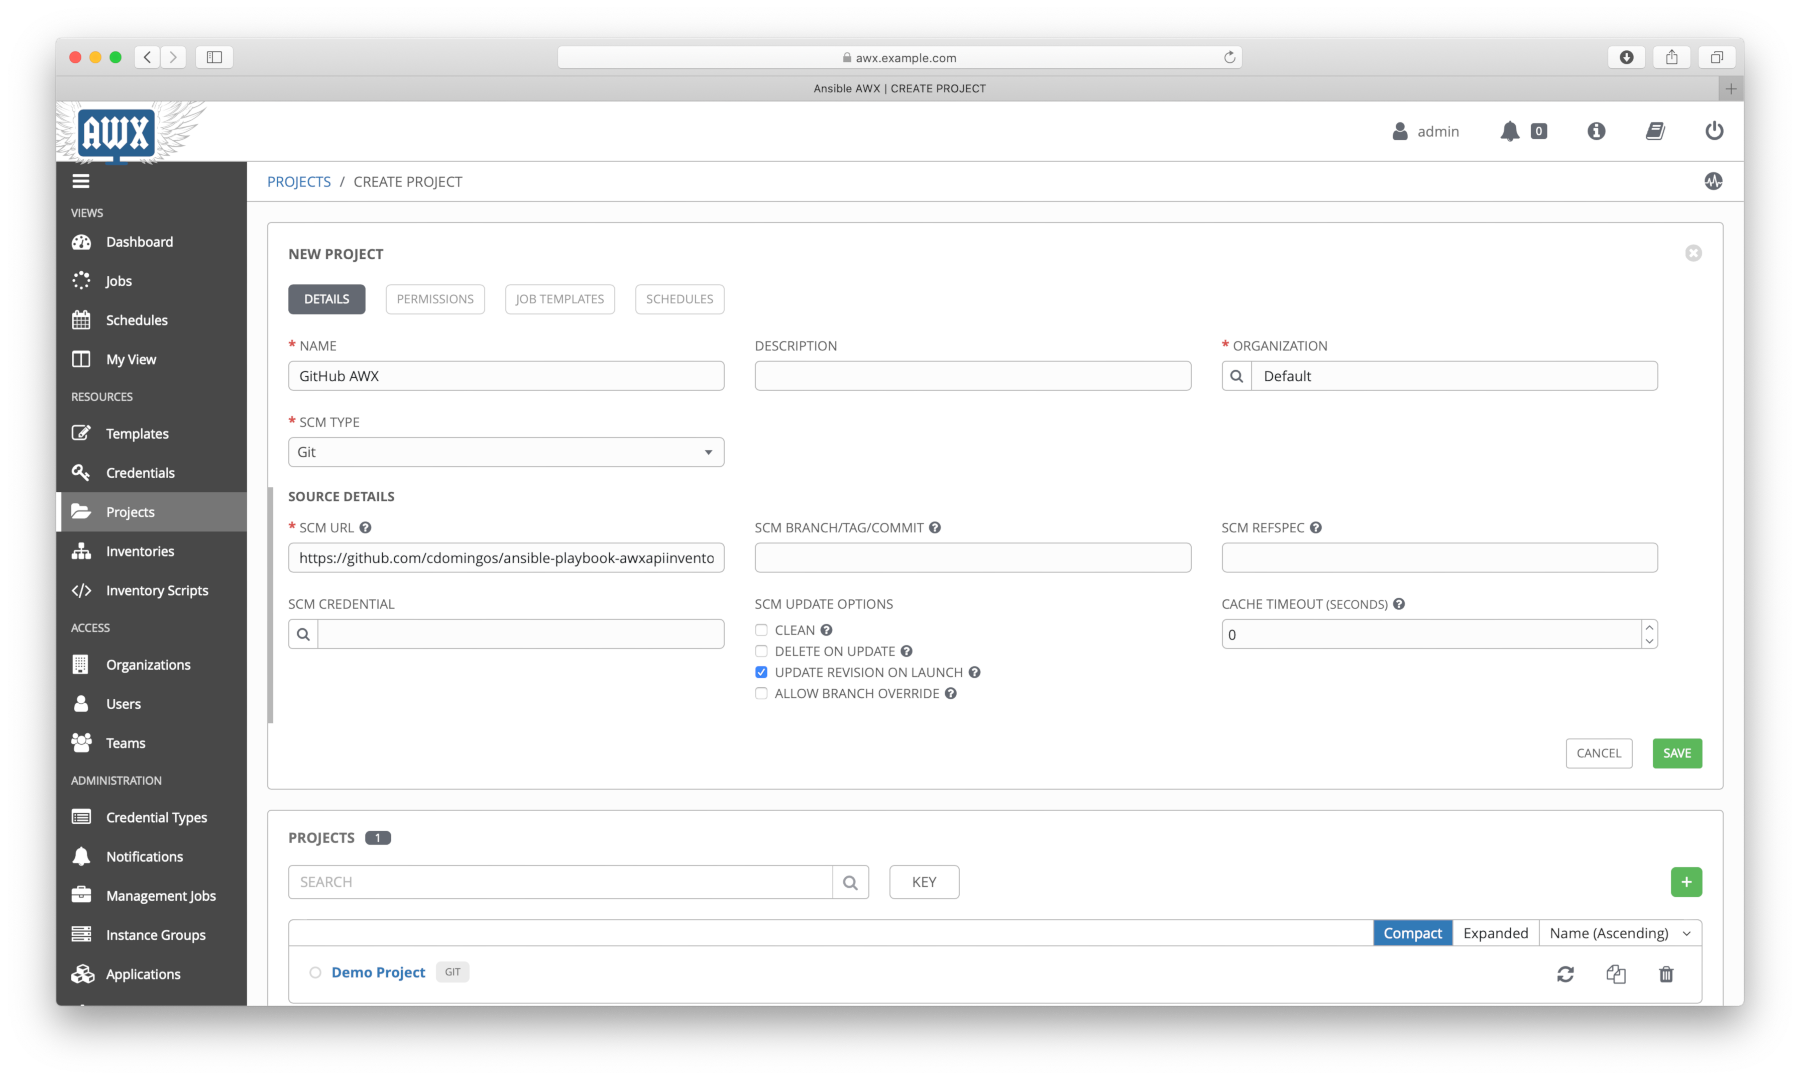 awx.example.com
Ansible AWX | CREATE PROJECT
AWX
admin
0
PROJECTS / CREATE PROJECT
VIEWS
Dashboard
Jobs
Schedules
My View
RESOURCES
Templates
Credentials
Projects
Inventories
Inventory Scripts
ACCESS
Organizations
Users
Teams
ADMINISTRATION
Credential Types
Notifications
Management Jobs
Instance Groups
Applications
NEW PROJECT
DETAILS PERMISSIONS JOB TEMPLATES SCHEDULES
* NAME DESCRIPTION * ORGANIZATION
GitHub AWX Default
* SCM TYPE
Git
SOURCE DETAILS
* SCM URL SCM BRANCH/TAG/COMMIT SCM REFSPEC
https://github.com/cdomingos/ansible-playbook-awxapiinvento
SCM CREDENTIAL SCM UPDATE OPTIONS CACHE TIMEOUT (SECONDS)
CLEAN
0
DELETE ON UPDATE
UPDATE REVISION ON LAUNCH
ALLOW BRANCH OVERRIDE
CANCEL SAVE
PROJECTS 1
SEARCH KEY +
Compact Expanded Name (Ascending)
Demo Project GIT